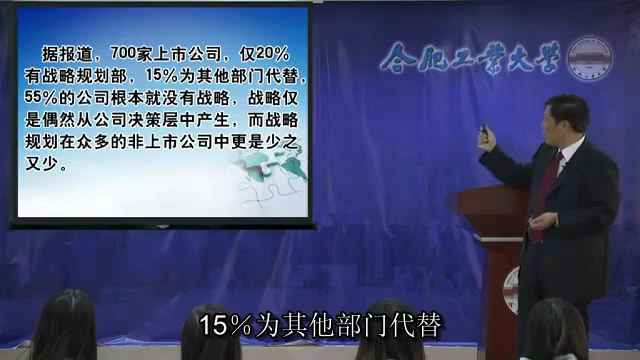 据报道，700家上市公司，仅20%
有战略规划部，15%为其他部门代替，
55%的公司根本就没有战略，战略仅
是偶然从公司决策层中产生，而战略
规划在众多的非上市公司中更是少之
又少。
合肥工业大学
15%为其他部门代替